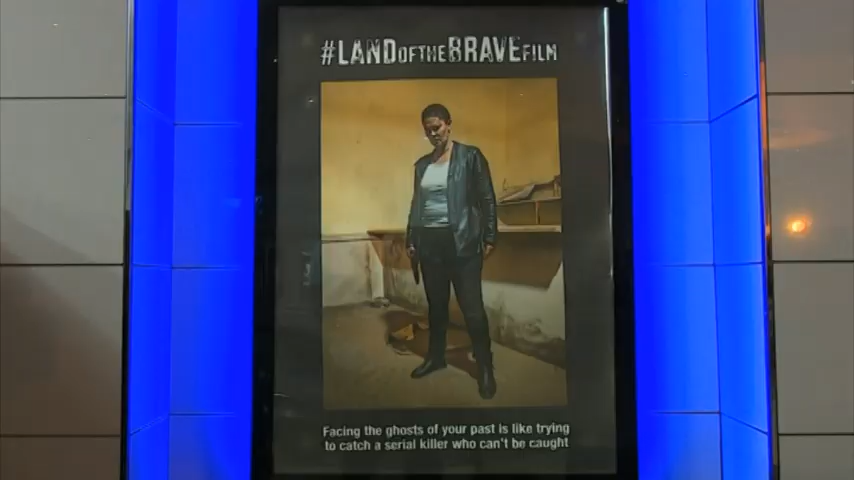 #LANDOFTHEBRAVEFILM
Facing the ghosts of your past is like trying
to catch a serial killer who can't be caught